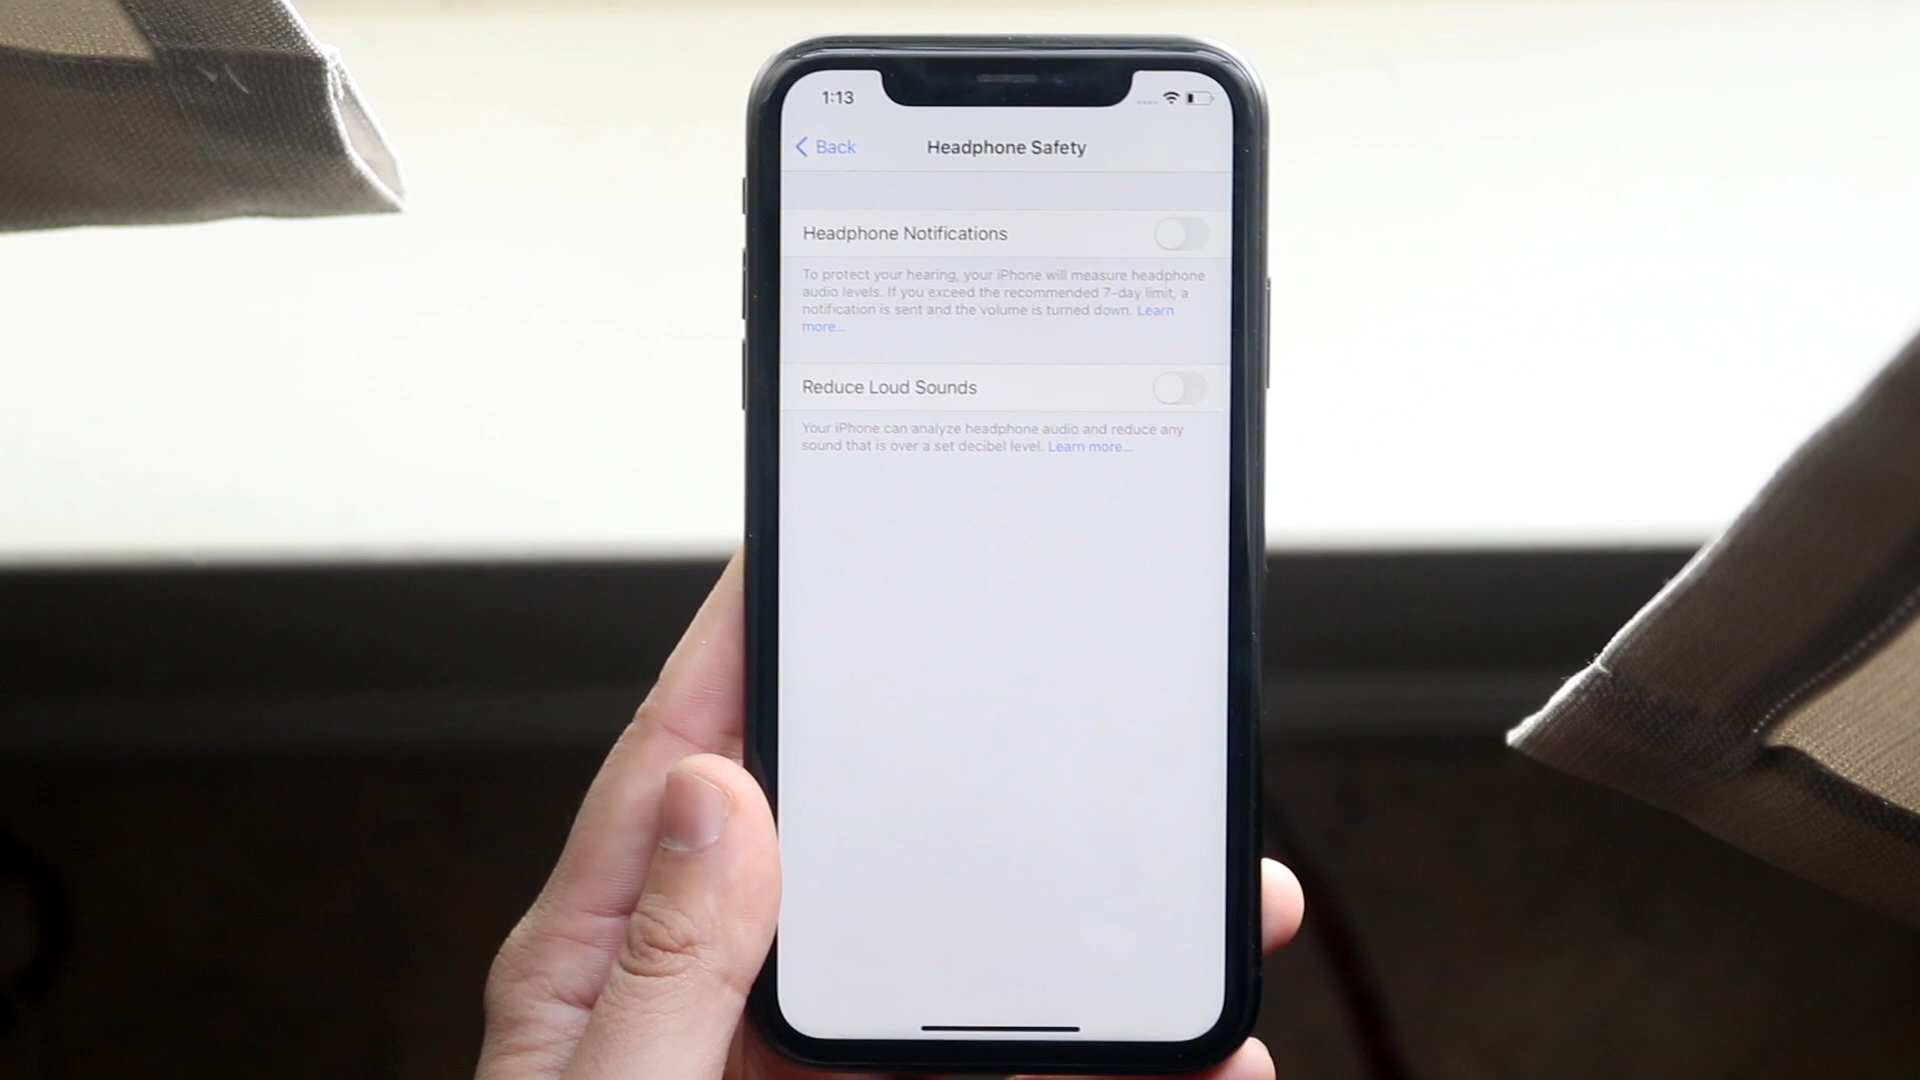 1:13
Back
Headphone Safety
Headphone Notifications
To protect your hearing, your iPhone will measure headphone
audio levels. If you exceed the recommended 7-day limit, a
notification is sent and the volume is turned down. Learn
more...
Reduce Loud Sounds
Your iPhone can analyze headphone audio and reduce any
sound that is over a set decibel level. Learn more...